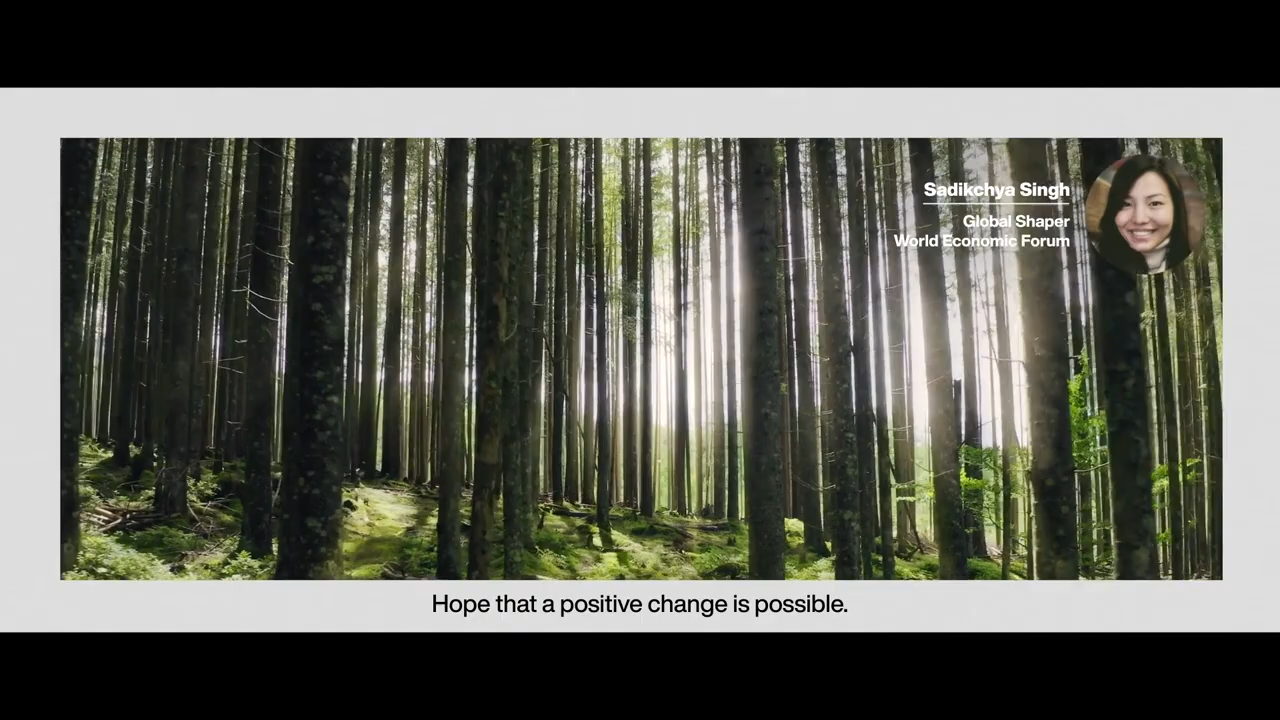 Sadikchya Singh
Global Shaper
World Economic Forum
Hope that a positive change is possible.